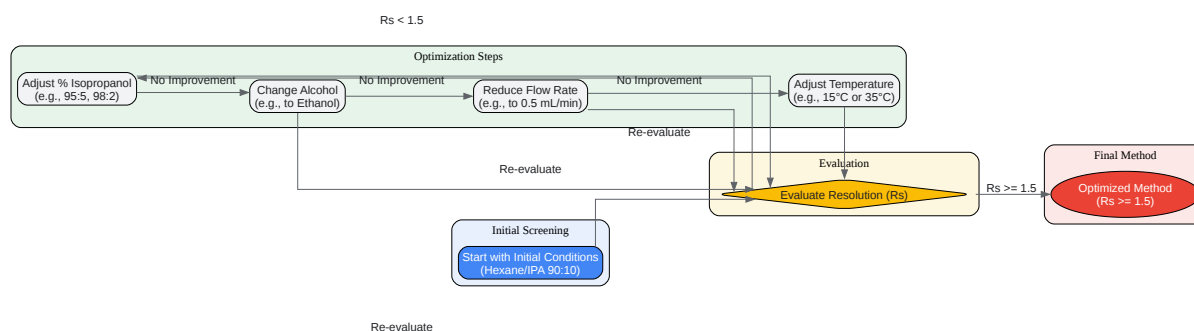 Rs < 1.5
Optimization Steps
Adjust % Isopropanol
(e.g., 95:5, 98:2)
No Improvement
Change Alcohol
(e.g., to Ethanol)
No Improvement
Reduce Flow Rate
(e.g., to 0.5 mL/min)
No Improvement
Adjust Temperature
(e.g., 15°C or 35°C)
Re-evaluate
Re-evaluate
Evaluation
Evaluate Resolution (Rs)
Rs >= 1.5
Final Method
Optimized Method
(Rs >= 1.5)
Initial Screening
Start with Initial Conditions
(Hexane/IPA 90:10)
Re-evaluate